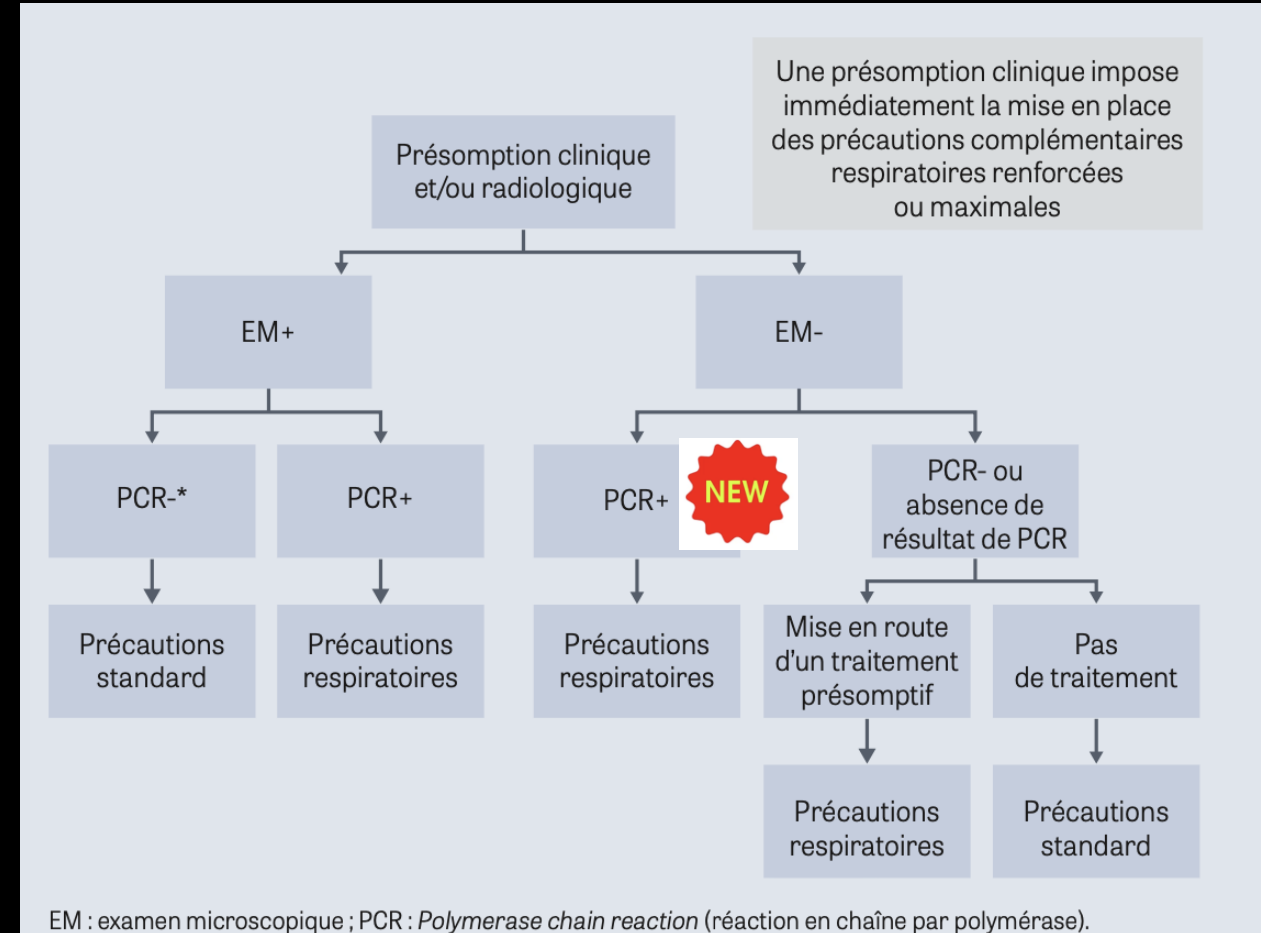 Une présomption clinique impose
immédiatement la mise en place
des précautions complémentaires
respiratoires renforcées
ou maximales
Présomption clinique
et/ou radiologique
EM+
EM-
PCR-*
PCR+
PCR+
NEW
PCR- ou
absence de
résultat de PCR
Précautions
standard
Précautions
respiratoires
Précautions
respiratoires
Mise en route
d'un traitement
présomptif
Pas
de traitement
Précautions
respiratoires
Précautions
standard
EM : examen microscopique ; PCR : Polymerase chain reaction (réaction en chaîne par polymérase).